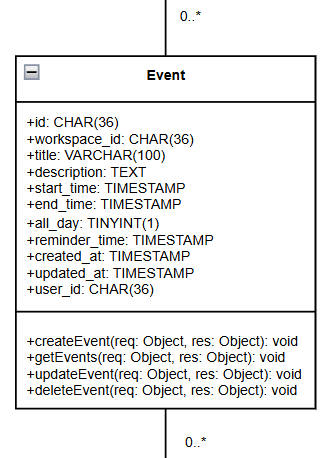 0..*
Event
+id: CHAR(36)
+workspace_id: CHAR(36)
+title: VARCHAR(100)
+description: TEXT
+start_time: TIMESTAMP
+end_time: TIMESTAMP
+all_day: TINYINT(1)
+reminder_time: TIMESTAMP
+created_at: TIMESTAMP
+updated_at: TIMESTAMP
+user_id: CHAR(36)
+createEvent(req: Object, res: Object): void
+getEvents(req: Object, res: Object): void
+updateEvent(req: Object, res: Object): void
+deleteEvent(req: Object, res: Object): void
0..*